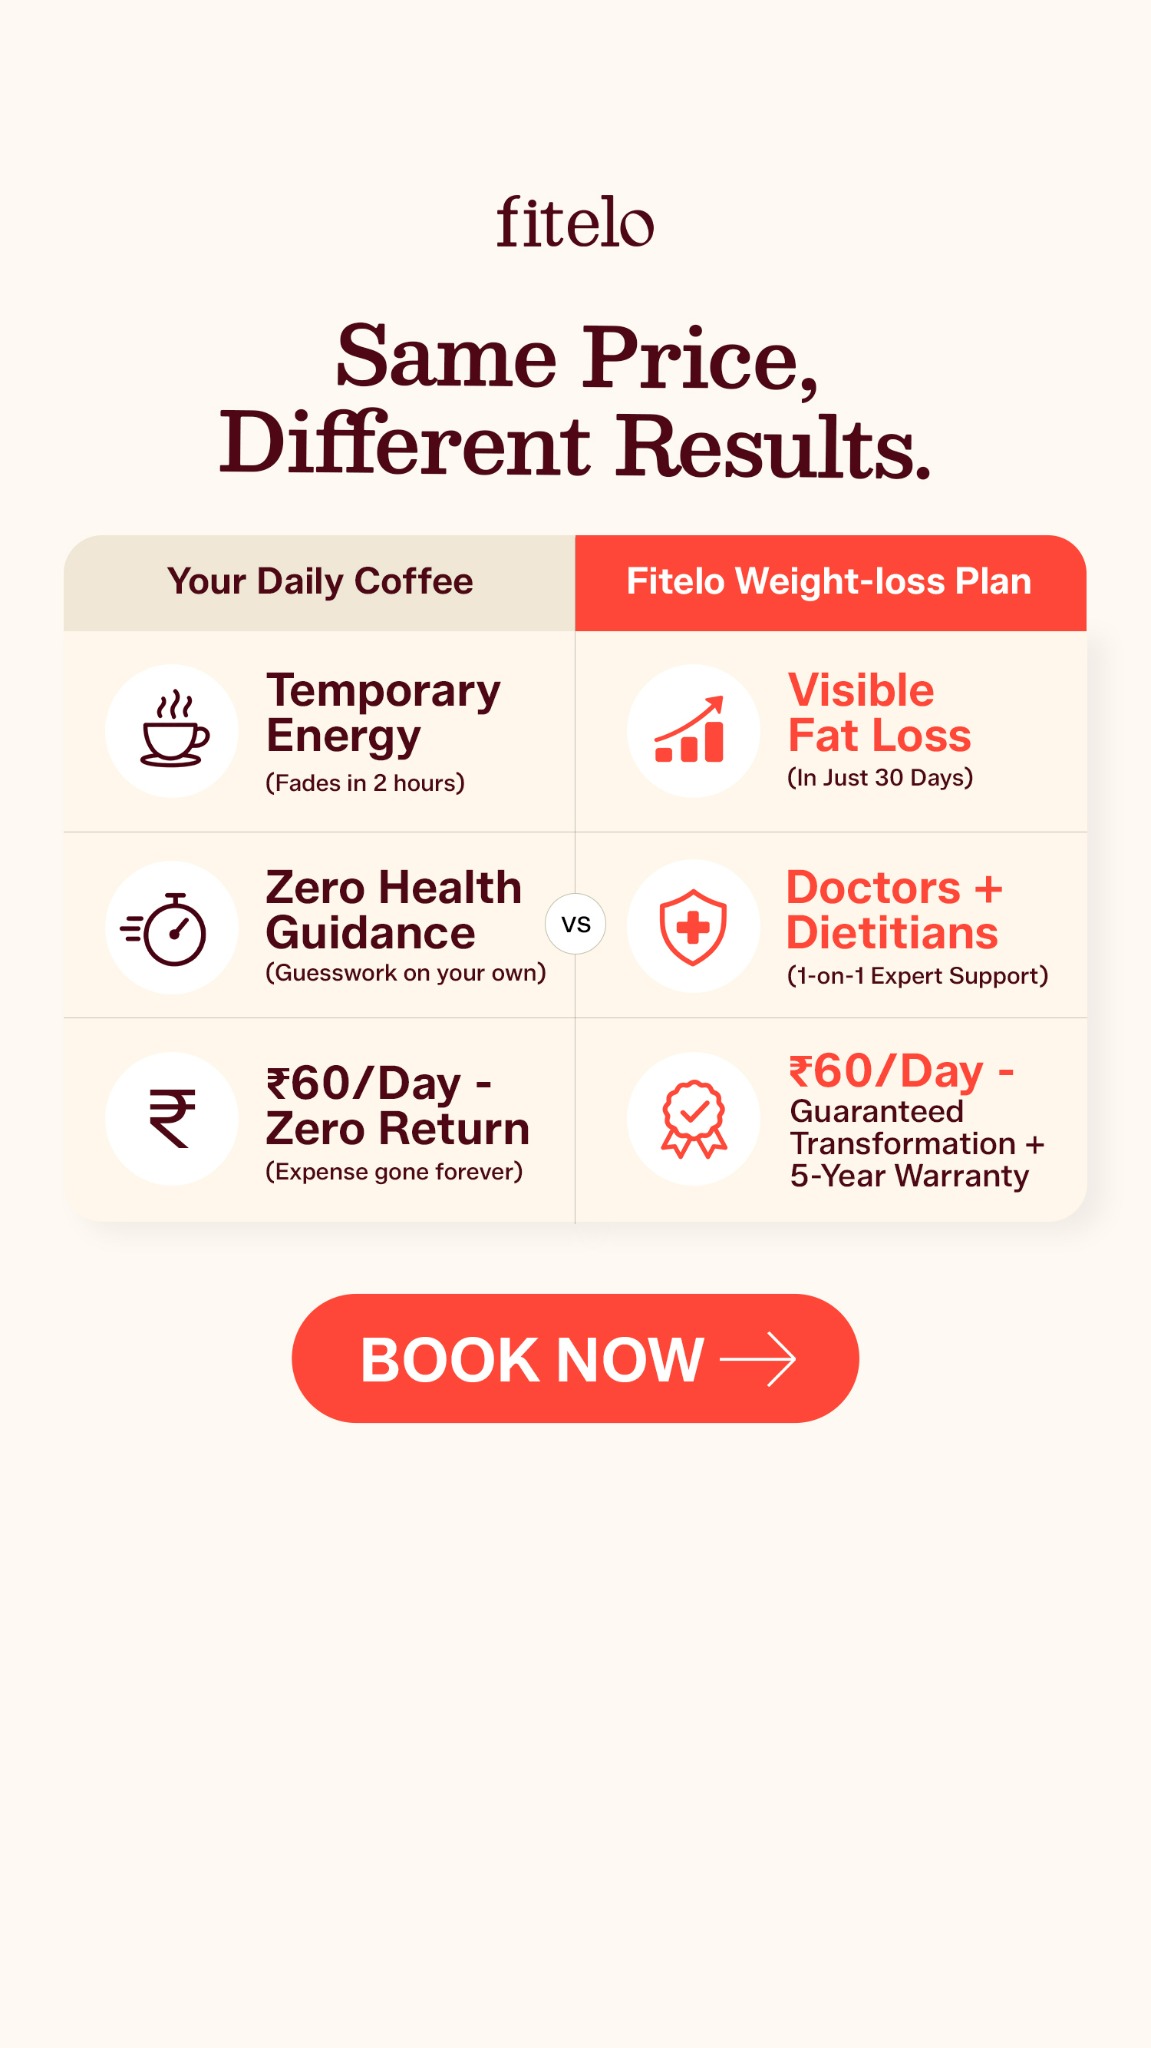 fitelo
Same Price,
Different Results.
Your Daily Coffee
Fitelo Weight-loss Plan
Temporary
Energy
(Fades in 2 hours)
Visible
Fat Loss
(In Just 30 Days)
Zero Health
Guidance
(Guesswork on your own)
VS
Doctors +
Dietitians
(1-on-1 Expert Support)
₹
₹60/Day -
Zero Return
(Expense gone forever)
₹60/Day -
Guaranteed
Transformation +
5-Year Warranty
BOOK NOW